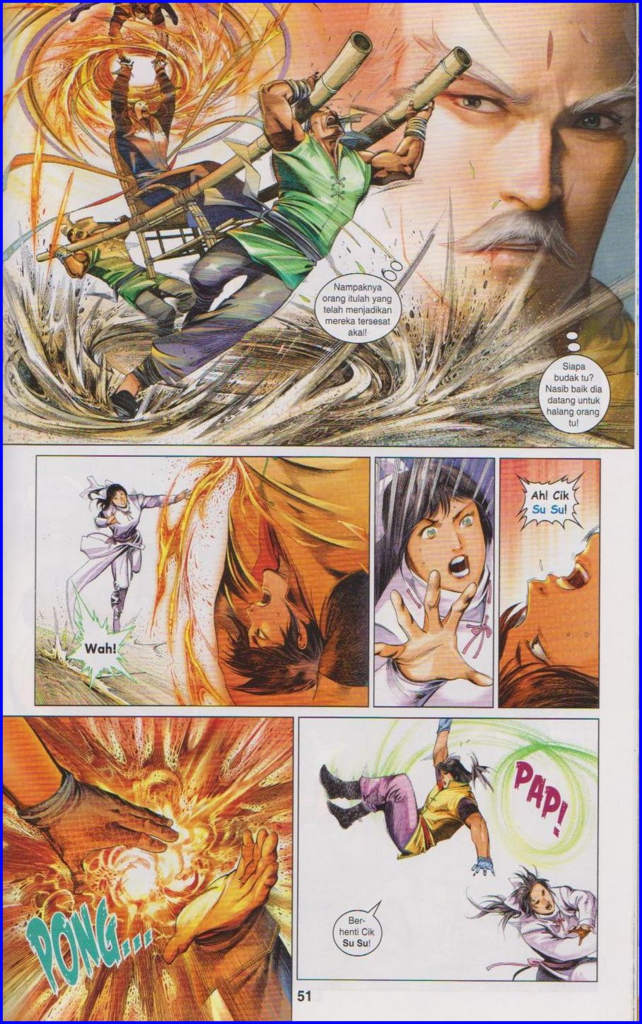 Nampaknya
orang itulah yang
telah menjadikan
mereka tersesat
akal!
Siapa
budak tu?
Nasib baik dia
datang untuk
halang orang
tu!
Wah!
Ah! Cik
Su Su!
PONG...
PAP!
Ber-
henti Cik
Su Su!
51